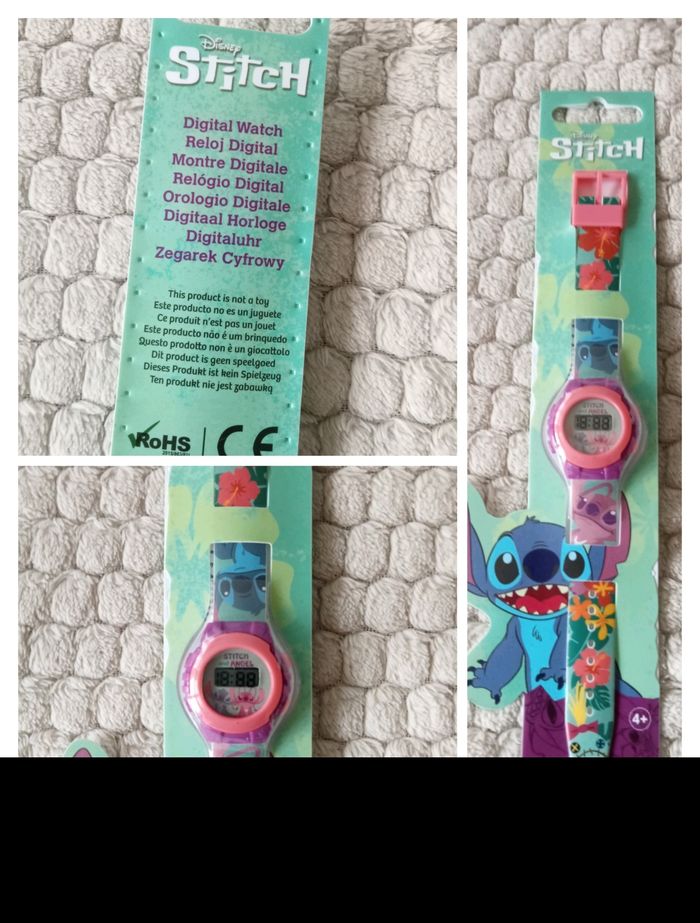 Disney
STITCH
Digital Watch
Reloj Digital
Montre Digitale
Relógio Digital
Orologio Digitale
Digitaal Horloge
Digitaluhr
Zegarek Cyfrowy
This product is not a toy
Este producto no es un juguete
Ce produit n'est pas un jouet
Este producto não é um brinquedo
Questo prodotto non è un giocattolo
Dit product is geen speelgoed
Dieses Produkt ist kein Spielzeug
Ten produkt nie jest zabawką
RoHS
CE
STITCH
and ANGEL
18:88
Disney
STITCH
STITCH
and ANGEL
18:88
4+